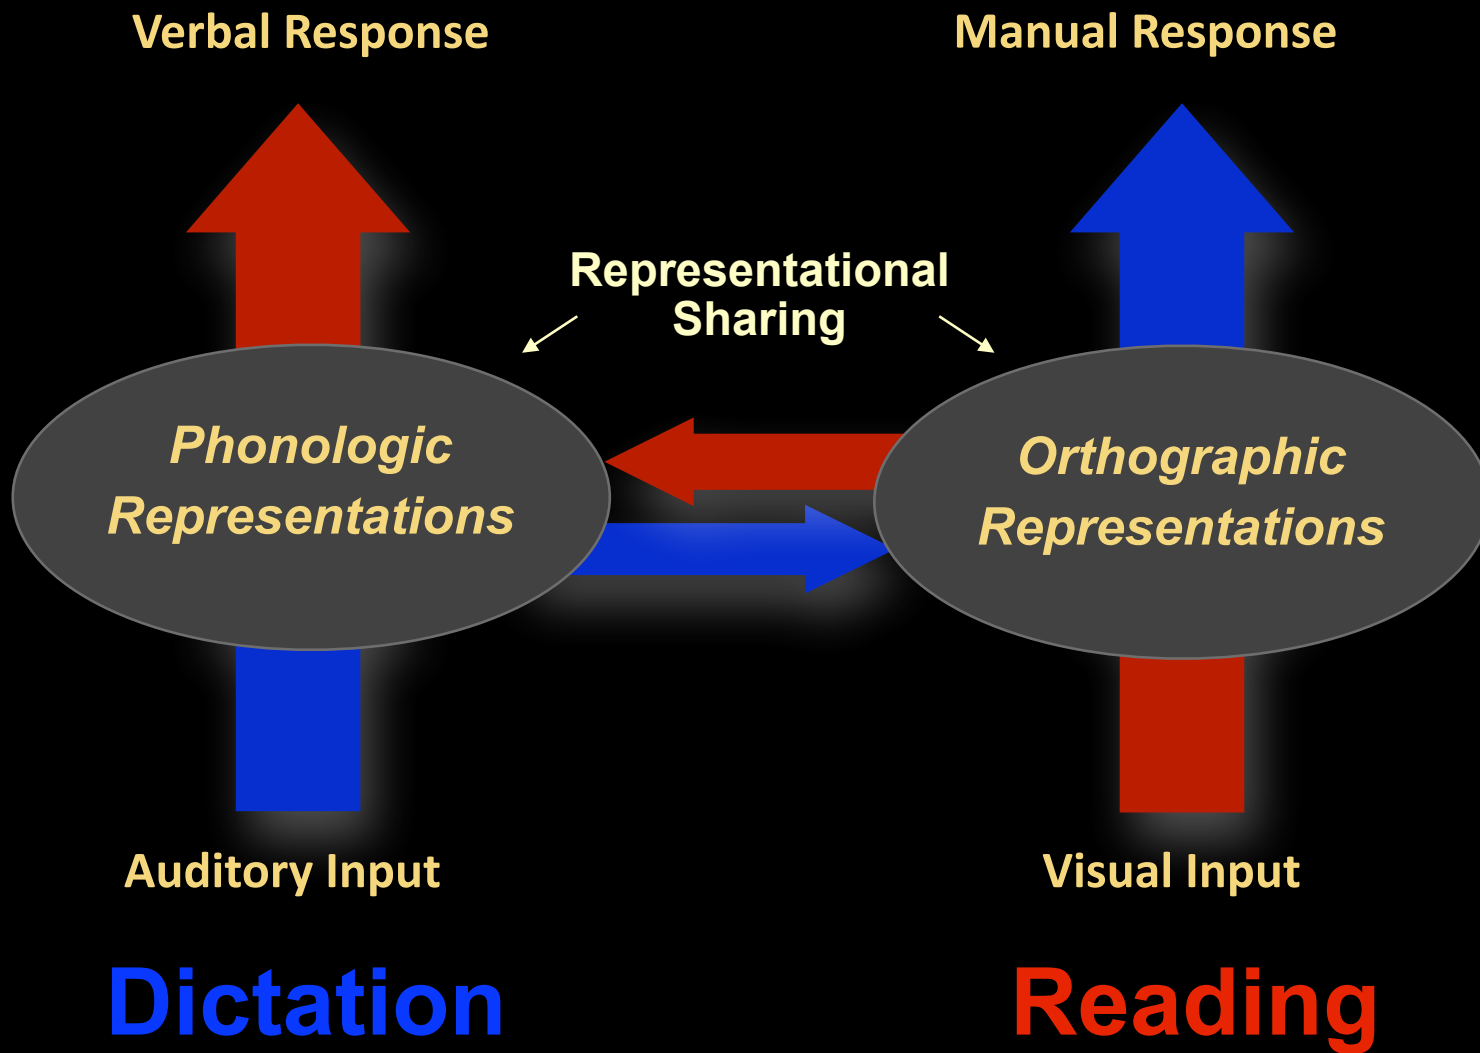 Verbal Response
Manual Response
Representational
Sharing
Phonologic
Representations
Orthographic
Representations
Auditory Input
Visual Input
Dictation
Reading